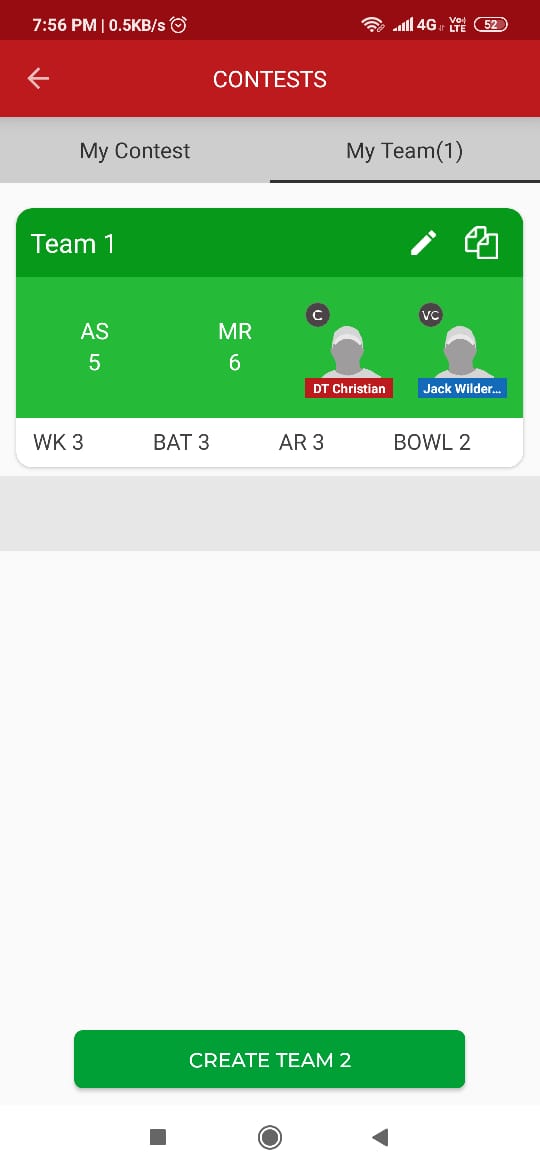 7:56 PM | 0.5KB/s 4G Vo) LTE 52
CONTESTS
My Contest My Team(1)
Team 1
AS MR
5 6
C VC
DT Christian Jack Wilder...
WK 3 BAT 3 AR 3 BOWL 2
CREATE TEAM 2